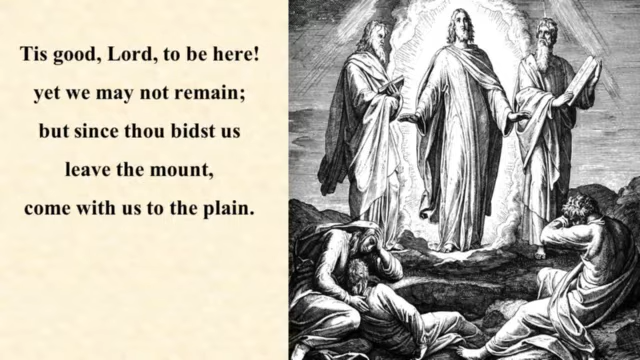 Tis good, Lord, to be here!
yet we may not remain;
but since thou bidst us
leave the mount,
come with us to the plain.